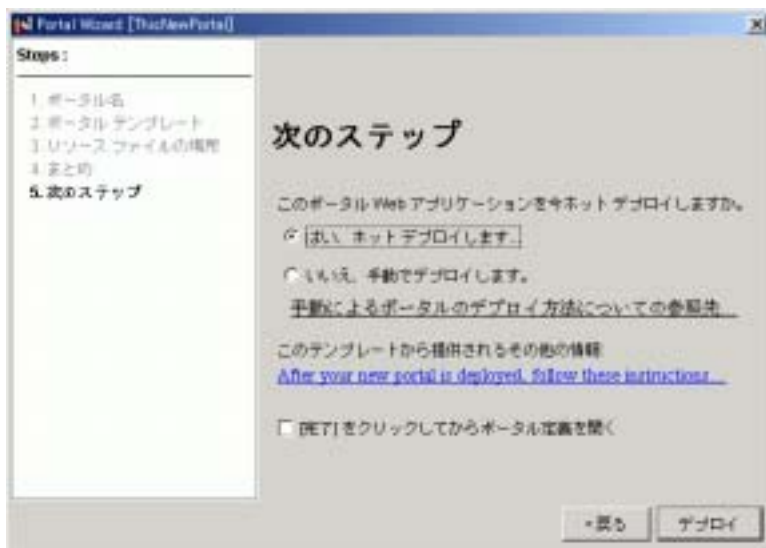 Portal Wizard [ThisNewPortal]
Steps:
1. ポータル名
2. ポータル テンプレート
3. リソース ファイルの場所
4. まとめ
5. 次のステップ
次のステップ
このポータル Web アプリケーションを今ホット デプロイしますか。
はい、ホット デプロイします。
いいえ、手動でデプロイします。
手動によるポータルのデプロイ方法についての参照先...
このテンプレートから提供されるその他の情報:
After your new portal is deployed, follow these instructions...
[完了] をクリックしてからポータル定義を開く
戻る
デプロイ